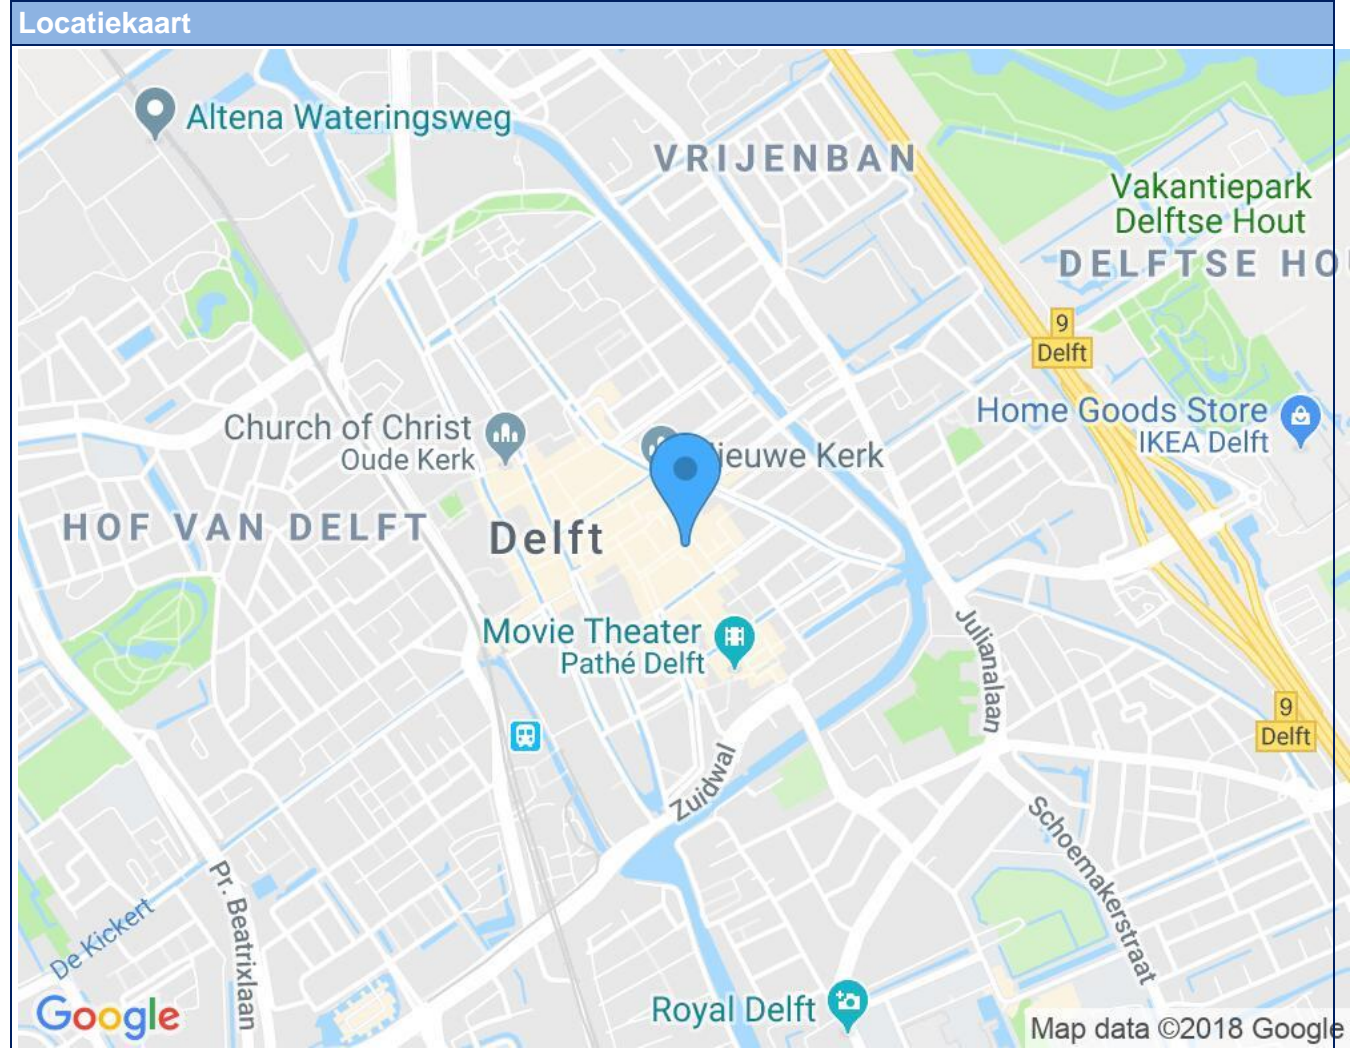 Locatiekaart
Altena Wateringsweg
VRIJENBAN
Vakantiepark
Delftse Hout
DELFTSE HOU
9
Delft
Home Goods Store
IKEA Delft
Church of Christ
Oude Kerk
ieuwe Kerk
HOF VAN DELFT
Delft
Movie Theater
Pathé Delft
Julianalaan
9
Delft
Zuidwal
Schoemakerstraat
Pr. Beatrixlaan
De Kickert
Royal Delft
Google
Map data ©2018 Google